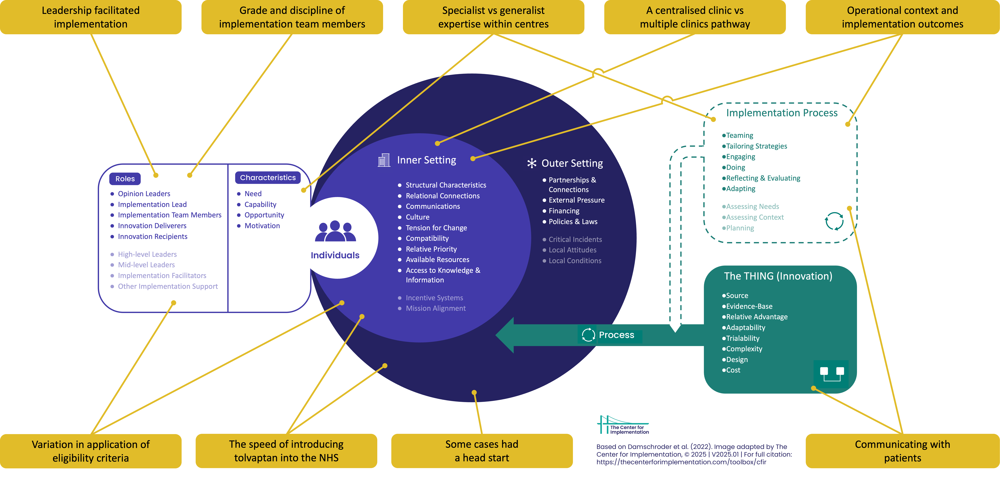 Leadership facilitated
implementation
Grade and discipline of
implementation team members
Specialist vs generalist
expertise within centres
A centralised clinic vs
multiple clinics pathway
Operational context and
implementation outcomes
Roles
● Opinion Leaders
● Implementation Lead
● Implementation Team Members
● Innovation Deliverers
● Innovation Recipients
● High-level Leaders
● Mid-level Leaders
● Implementation Facilitators
● Other Implementation Support
Characteristics
● Need
● Capability
● Opportunity
● Motivation
Individuals
Inner Setting
● Structural Characteristics
● Relational Connections
● Communications
● Culture
● Tension for Change
● Compatibility
● Relative Priority
● Available Resources
● Access to Knowledge &
Information
● Incentive Systems
● Mission Alignment
Outer Setting
● Partnerships &
Connections
● External Pressure
● Financing
● Policies & Laws
● Critical Incidents
● Local Attitudes
● Local Conditions
Implementation Process
●Teaming
●Tailoring Strategies
●Engaging
●Doing
●Reflecting & Evaluating
●Adapting
●Assessing Needs
●Assessing Context
●Planning
Process
The THING (Innovation)
●Source
●Evidence-Base
●Relative Advantage
●Adaptability
●Trialability
●Complexity
●Design
●Cost
Variation in application of
eligibility criteria
The speed of introducing
tolvaptan into the NHS
Some cases had
a head start
The Center for
Implementation
Based on Damschroder et al. (2022). Image adapted by The
Center for Implementation, © 2025 | V2025.01 | For full citation:
https://thecenterforimplementation.com/toolbox/cfir
Communicating with
patients